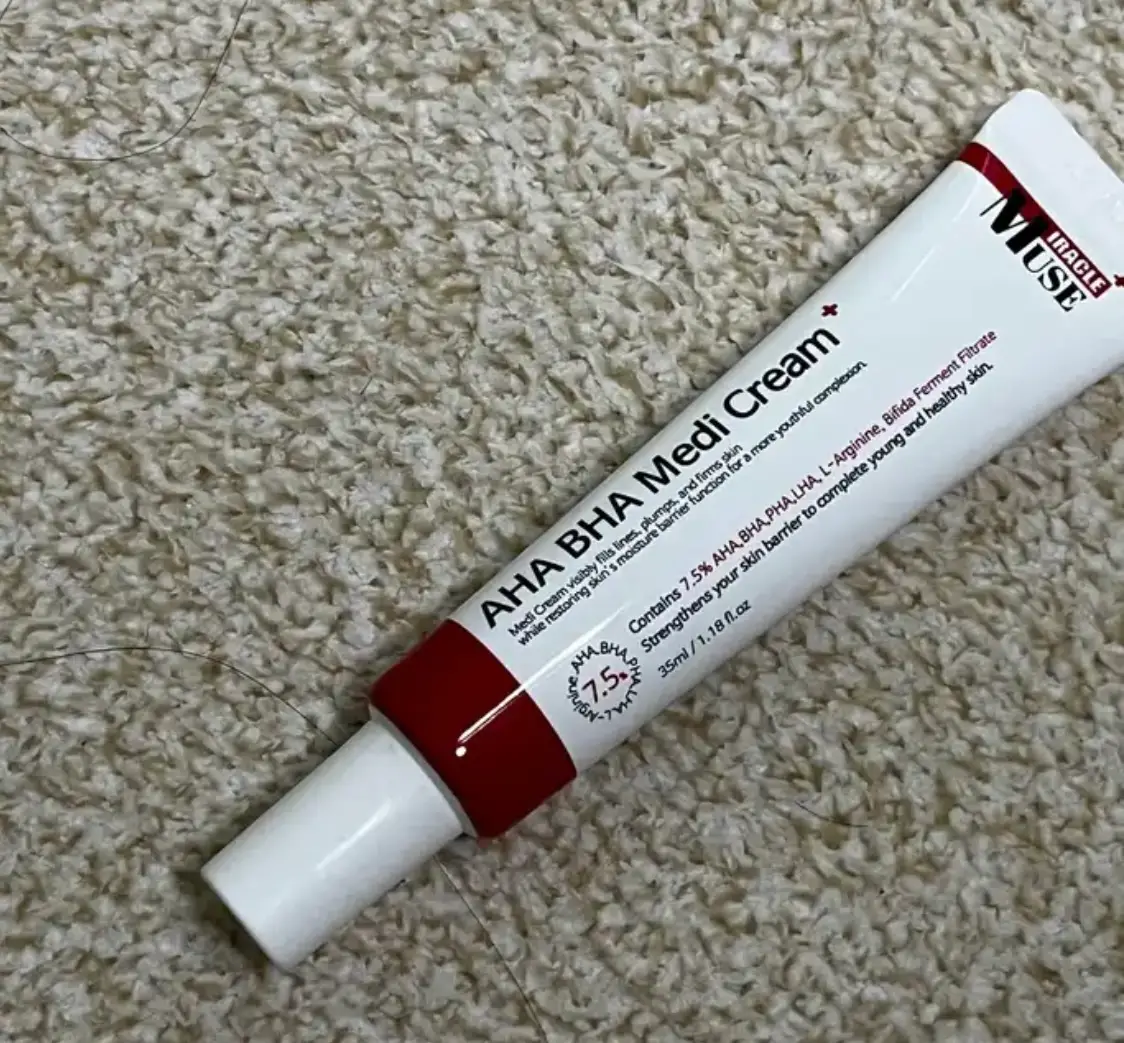 MIRACLE
MUSE
AHA BHA Medi Cream
Medi Cream visibly fills lines, plumps, and firms skin
while restoring skin's moisture barrier function for a more youthful complexion.
Contains 7.5% AHA,BHA,PHA,LHA, L-Arginine, Bifida Ferment Filtrate
Strengthens your skin barrier to complete young and healthy skin.
35ml / 1.18 fl.oz
AHA, BHA, PHA, LHA, L-Arginine
7.5%